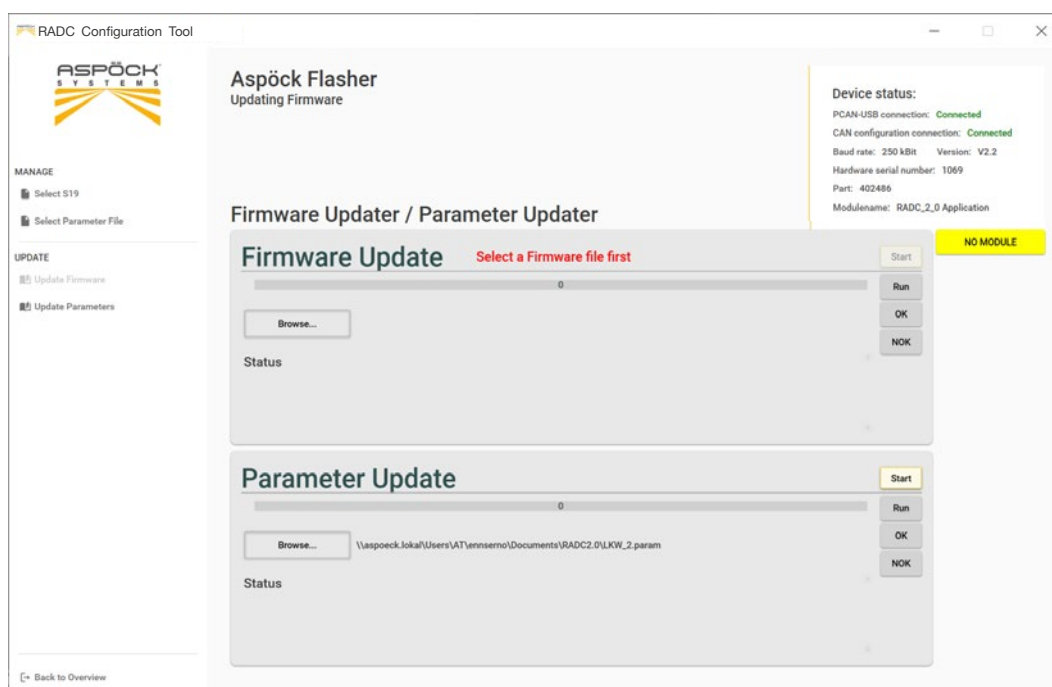 RADC Configuration Tool
ASPÖCK
SYSTEMS
MANAGE
Select S19
Select Parameter File
UPDATE
Update Firmware
Update Parameters
Back to Overview
Aspöck Flasher
Updating Firmware
Device status:
PCAN-USB connection: Connected
CAN configuration connection: Connected
Baud rate: 250 kBit Version: V2.2
Hardware serial number: 1069
Part: 402486
Modulename: RADC_2_0 Application
NO MODULE
Firmware Updater / Parameter Updater
Firmware Update Select a Firmware file first Start
0
Run
Browse...
OK
NOK
Status
Parameter Update Start
0
Run
Browse... \\aspoeck.lokal\Users\AT\ennserno\Documents\RADC2.0\LKW_2.param
OK
NOK
Status